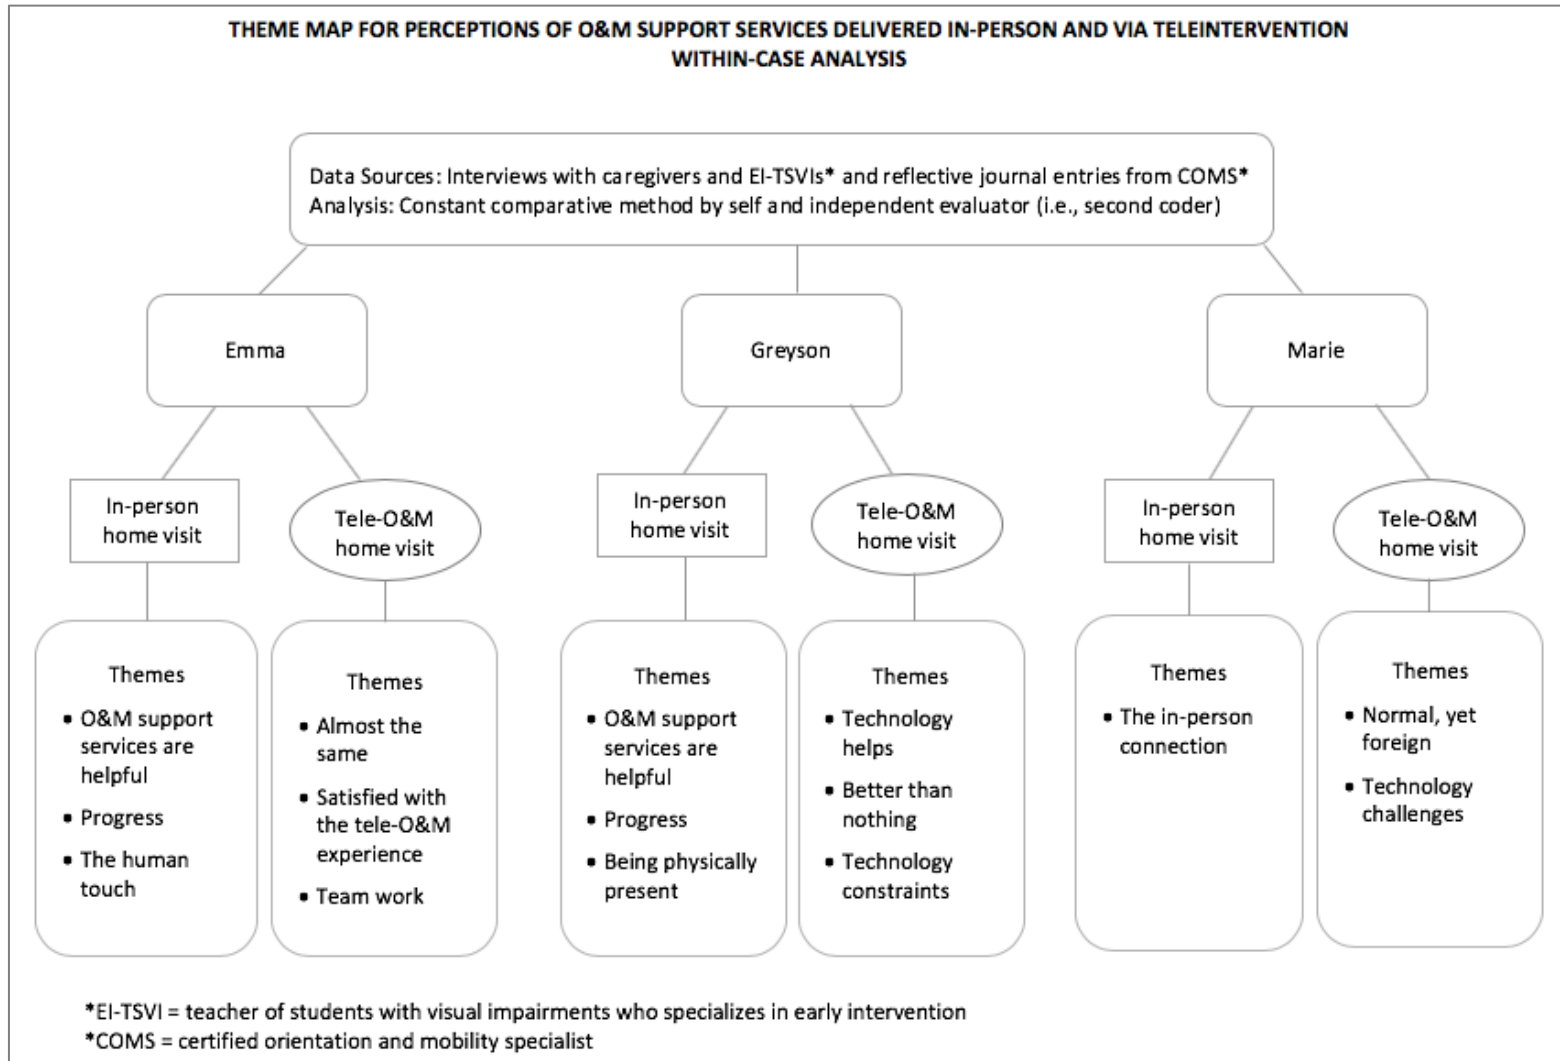 THEME MAP FOR PERCEPTIONS OF O&M SUPPORT SERVICES DELIVERED IN-PERSON AND VIA TELEINTERVENTION
WITHIN-CASE ANALYSIS
Data Sources: Interviews with caregivers and EI-TSVIs* and reflective journal entries from COMS*
Analysis: Constant comparative method by self and independent evaluator (i.e., second coder)
Emma
Greyson
Marie
In-person
home visit
Tele-O&M
home visit
In-person
home visit
Tele-O&M
home visit
In-person
home visit
Tele-O&M
home visit
Themes
▪ O&M support
services are
helpful
▪ Progress
▪ The human
touch
Themes
▪ Almost the
same
▪ Satisfied with
the tele-O&M
experience
▪ Team work
Themes
▪ O&M support
services are
helpful
▪ Progress
▪ Being physically
present
Themes
▪ Technology
helps
▪ Better than
nothing
▪ Technology
constraints
Themes
▪ The in-person
connection
Themes
▪ Normal, yet
foreign
▪ Technology
challenges
*EI-TSVI = teacher of students with visual impairments who specializes in early intervention
*COMS = certified orientation and mobility specialist